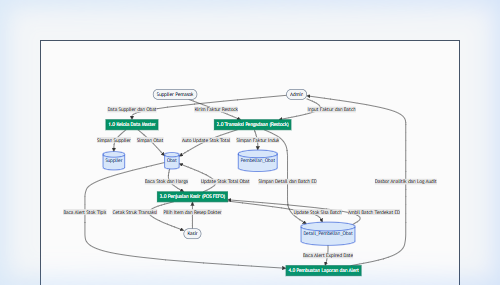 Supplier Pemasok
Admin
Data Supplier dan Obat
Kirim Faktur Restock
Input Faktur dan Batch
1.0 Kelola Data Master
2.0 Transaksi Pengadaan (Restock)
Simpan Supplier
Simpan Obat
Auto Update Stok Total
Simpan Faktur Induk
Supplier
Obat
Pembelian_Obat
Baca Stok dan Harga
Update Stok Total Obat
Simpan Detail dan Batch ED
Dasbor Analitik dan Log Audit
3.0 Transaksi Kasir (POS FEFO)
Baca Alert Stok Tipis
Cetak Struk Transaksi
Pilih Item dan Resep Dokter
Update Stok Sisa Batch
Ambil Batch Terdekat ED
Kasir
Detail_Pembelian_Obat
Baca Alert Expired Date
4.0 Pembuatan Laporan dan Alert